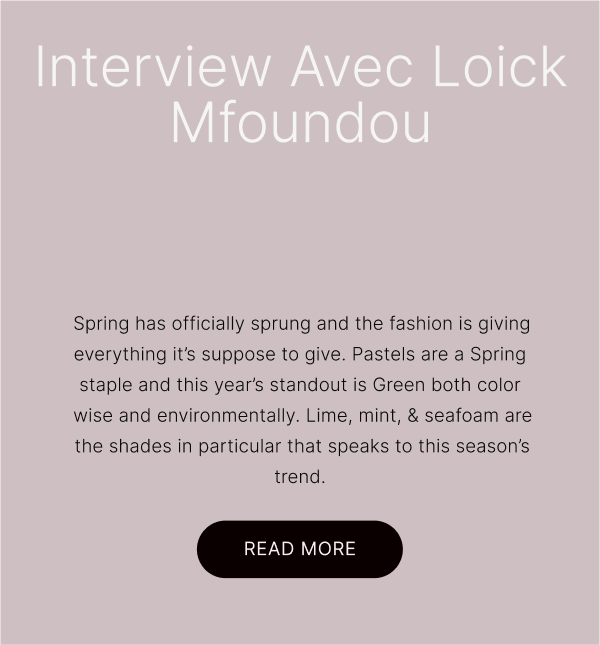 Interview Avec Loick
Mfoundou
Spring has officially sprung and the fashion is giving
everything it’s suppose to give. Pastels are a Spring
staple and this year’s standout is Green both color
wise and environmentally. Lime, mint, & seafoam are
the shades in particular that speaks to this season’s
trend.
READ MORE